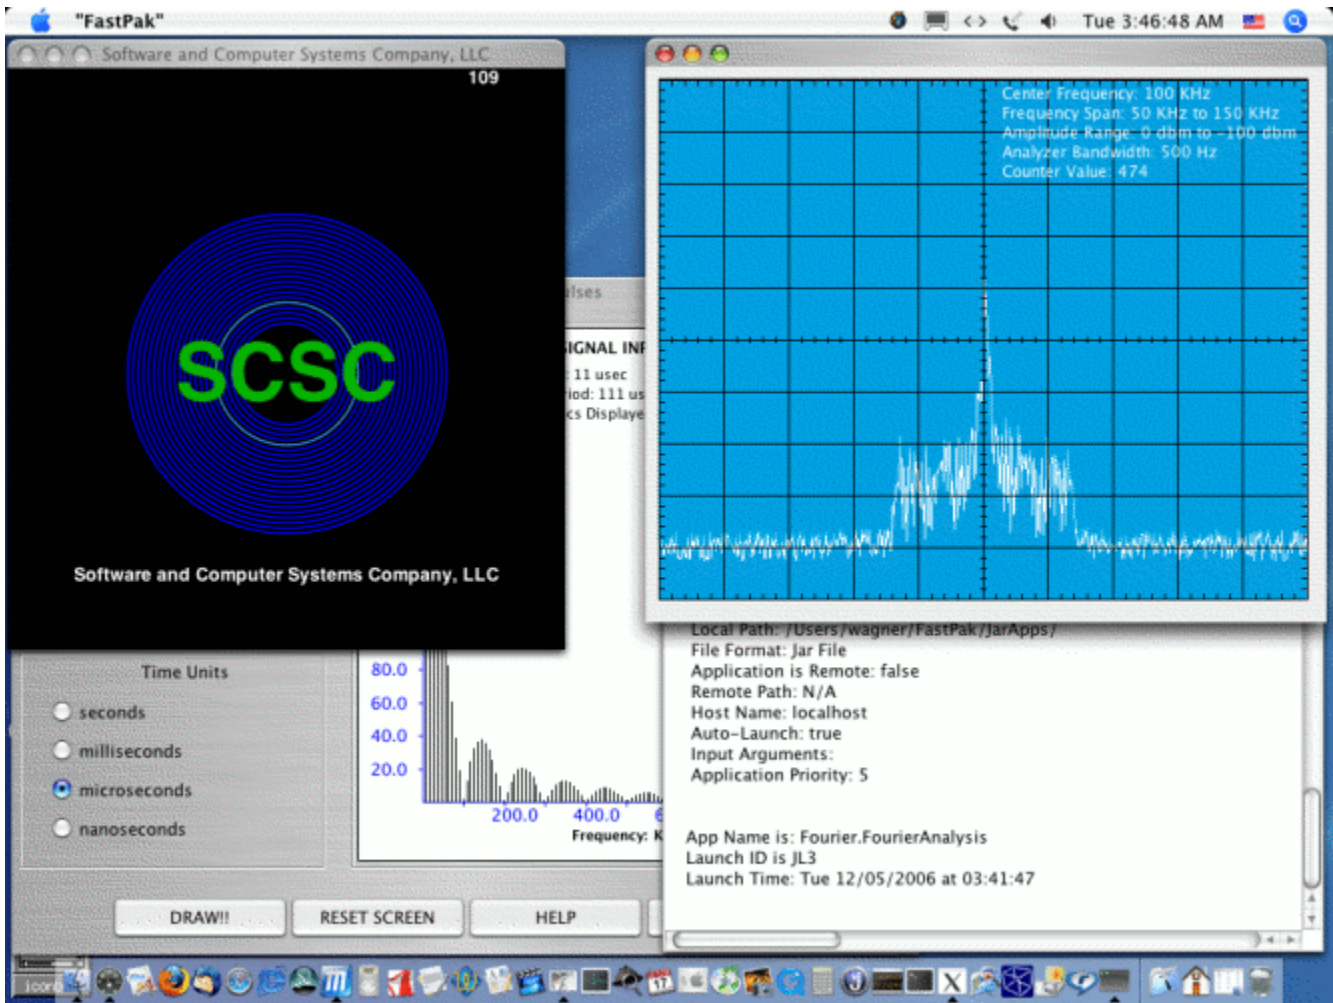 "FastPak"
Tue 3:46:48 AM
Software and Computer Systems Company, LLC
109
SCSC
Software and Computer Systems Company, LLC
Center Frequency: 100 KHz
Frequency Span: 50 KHz to 150 KHz
Amplitude Range: 0 dbm to -100 dbm
Analyzer Bandwidth: 500 Hz
Counter Value: 474
: 11 usec
111 us
80.0
60.0
40.0
20.0
200.0
400.0
Frequency: K
Time Units
seconds
milliseconds
microseconds
nanoseconds
DRAW!!
RESET SCREEN
HELP
Local Path: /Users/wagner/FastPak/JarApps/
File Format: Jar File
Application is Remote: false
Remote Path: N/A
Host Name: localhost
Auto-Launch: true
Input Arguments:
Application Priority: 5
App Name is: Fourier.FourierAnalysis
Launch ID is JL3
Launch Time: Tue 12/05/2006 at 03:41:47